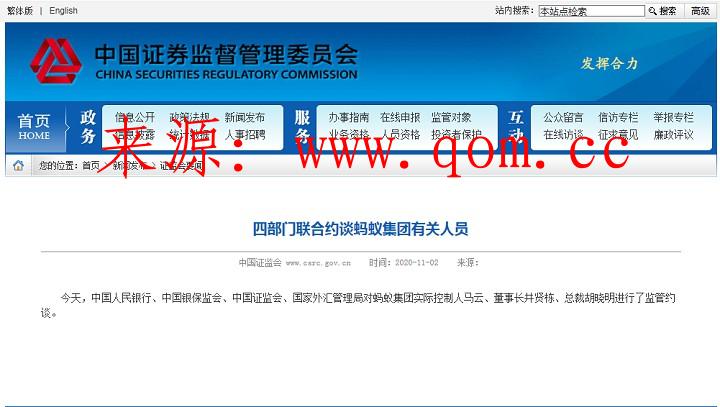 繁体版 | English 站内搜索: 本站点检索 搜索 高级
中国证券监督管理委员会
CHINA SECURITIES REGULATORY COMMISSION
发挥合力
首页 HOME
政务
信息公开 政策法规 新闻发布
信息披露 统计数据 人事招聘
服务
办事指南 在线申报 监管对象
业务资格 人员资格 投资者保护
互动
公众留言 信访专栏 举报专栏
在线访谈 征求意见 廉政评议
来源: www.qom.cc
您的位置: 首页 > 新闻发布 > 证监会要闻
四部门联合约谈蚂蚁集团有关人员
中国证监会 www.csrc.gov.cn 时间: 2020-11-02 来源:
今天，中国人民银行、中国银保监会、中国证监会、国家外汇管理局对蚂蚁集团实际控制人马云、董事长井贤栋、总裁胡晓明进行了监管约
谈。